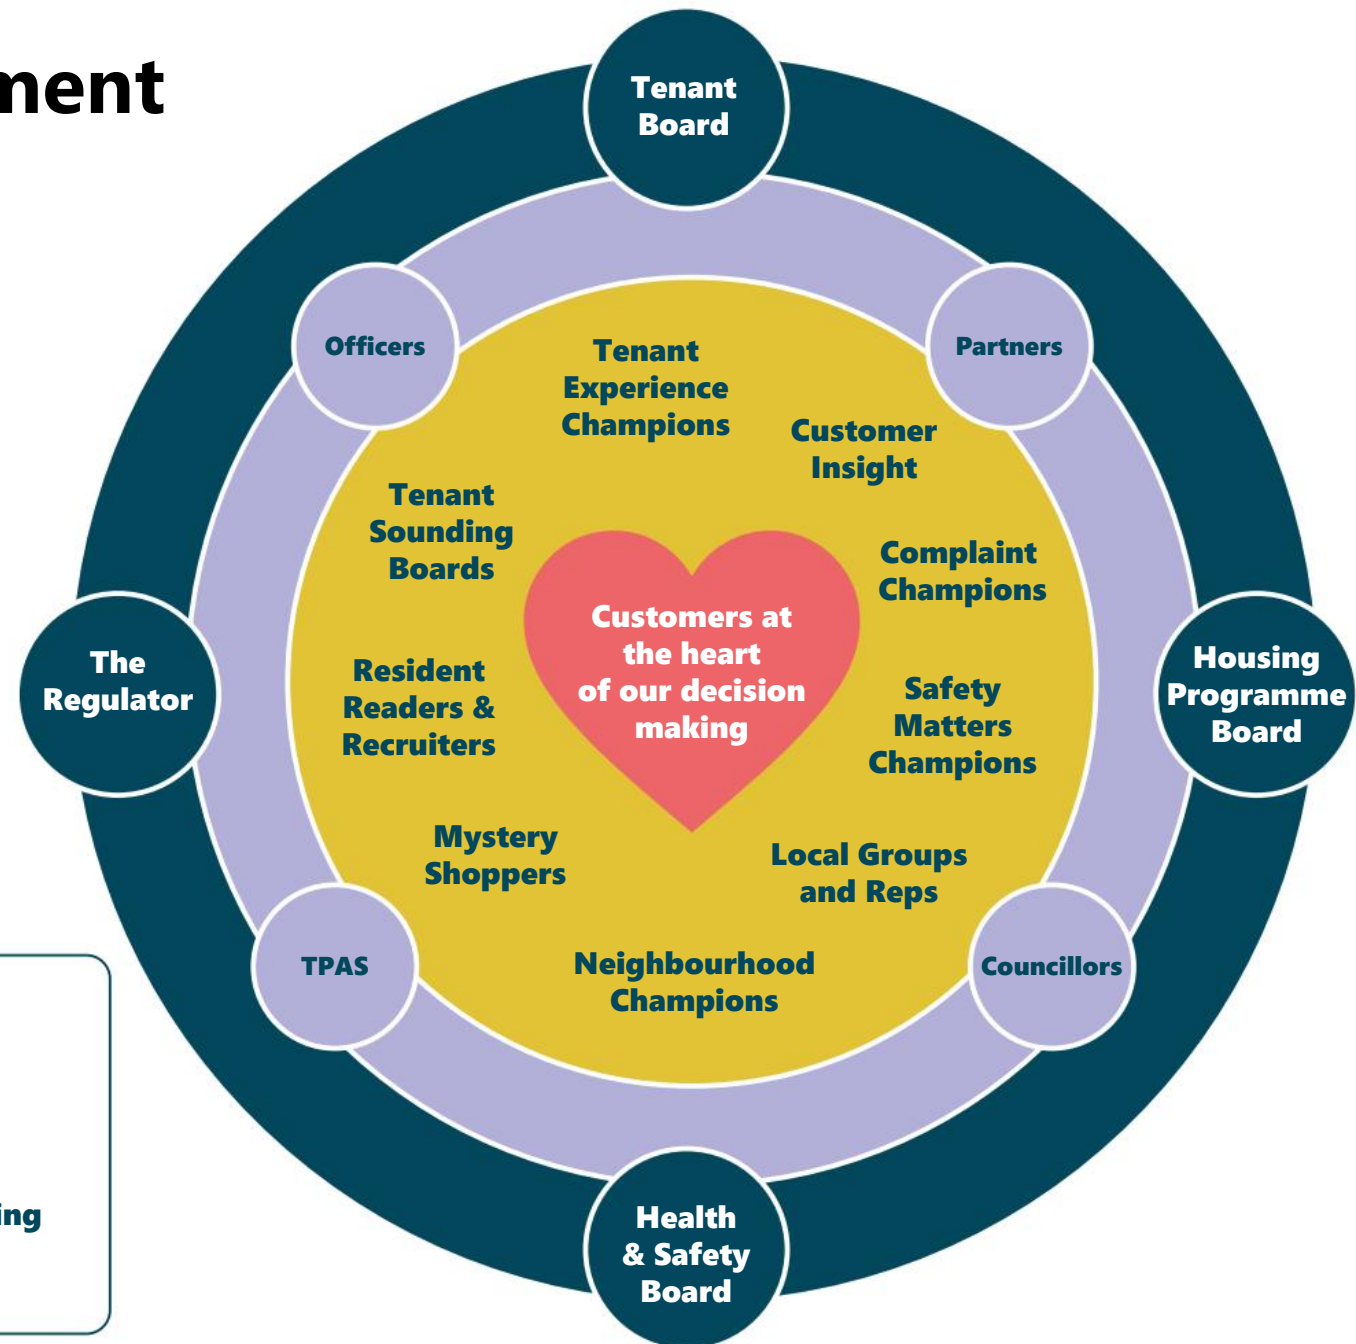 ment
Tenant
Board
Officers
Partners
Tenant
Experience
Champions
Customer
Insight
Tenant
Sounding
Boards
Complaint
Champions
Customers at
the heart
of our decision
making
The
Regulator
Resident
Readers &
Recruiters
Safety
Matters
Champions
Housing
Programme
Board
Mystery
Shoppers
Local Groups
and Reps
TPAS
Neighbourhood
Champions
Councillors
ing
Health
& Safety
Board